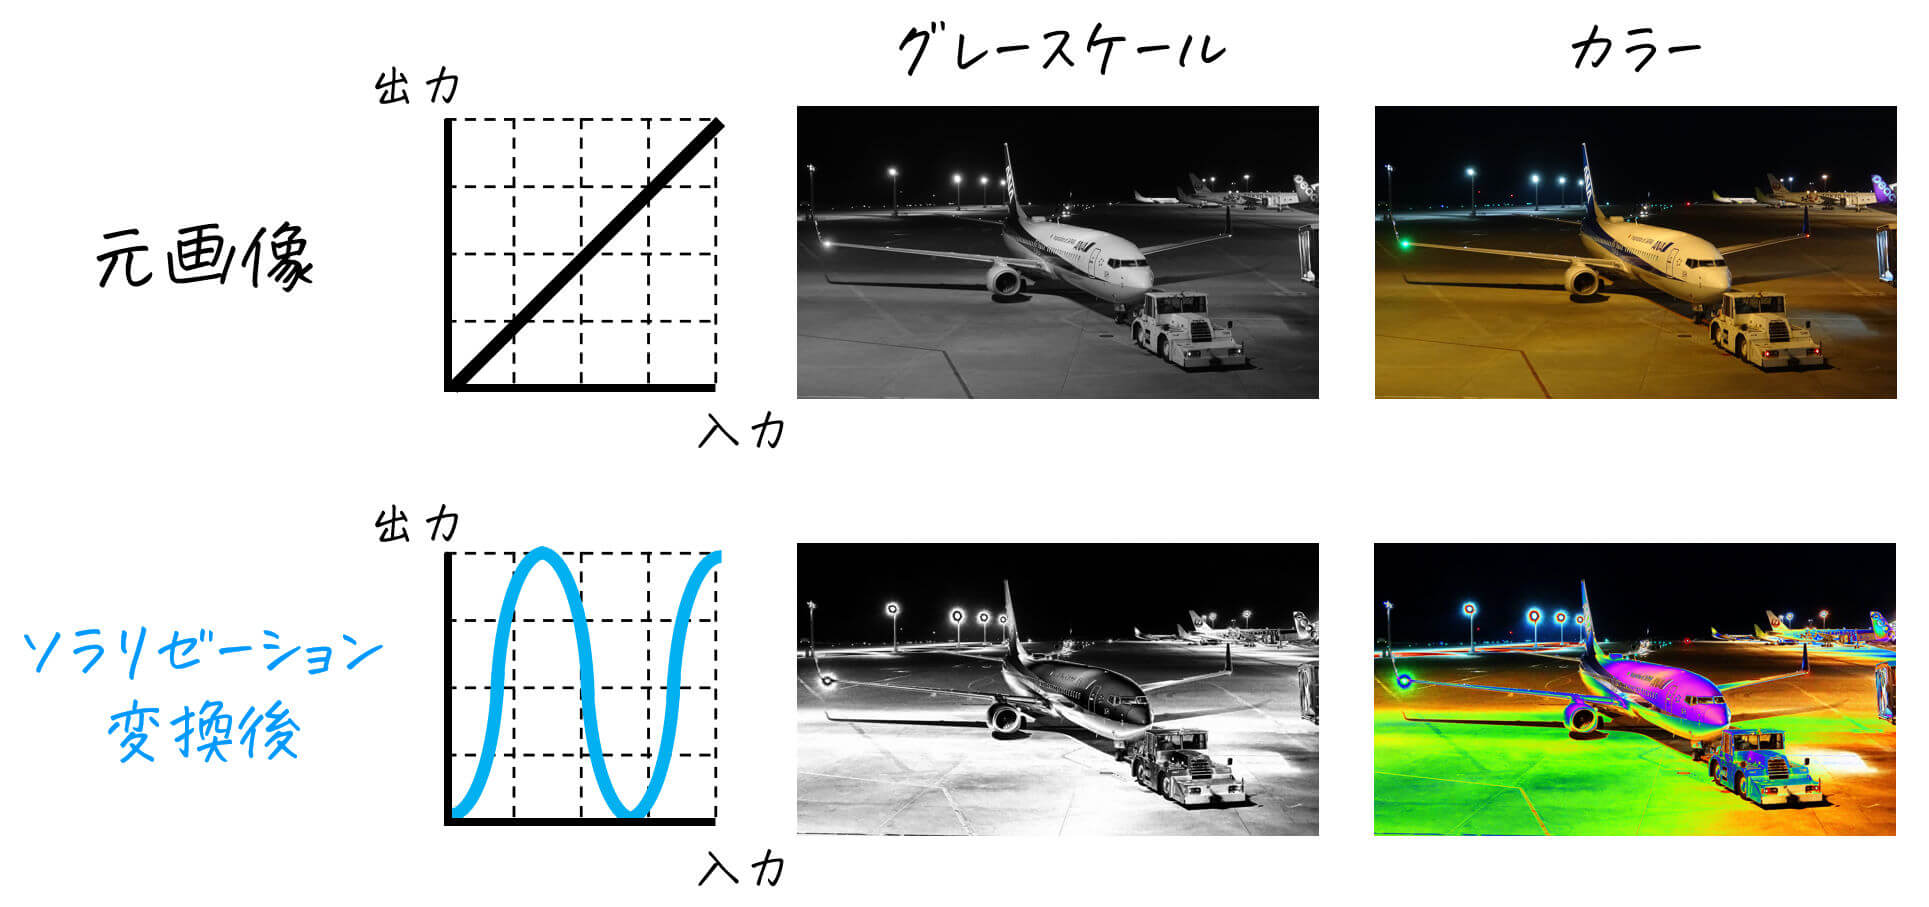 グレースケール
カラー
出力
元画像
入力
出力
ソラリゼーション
変換後
入力